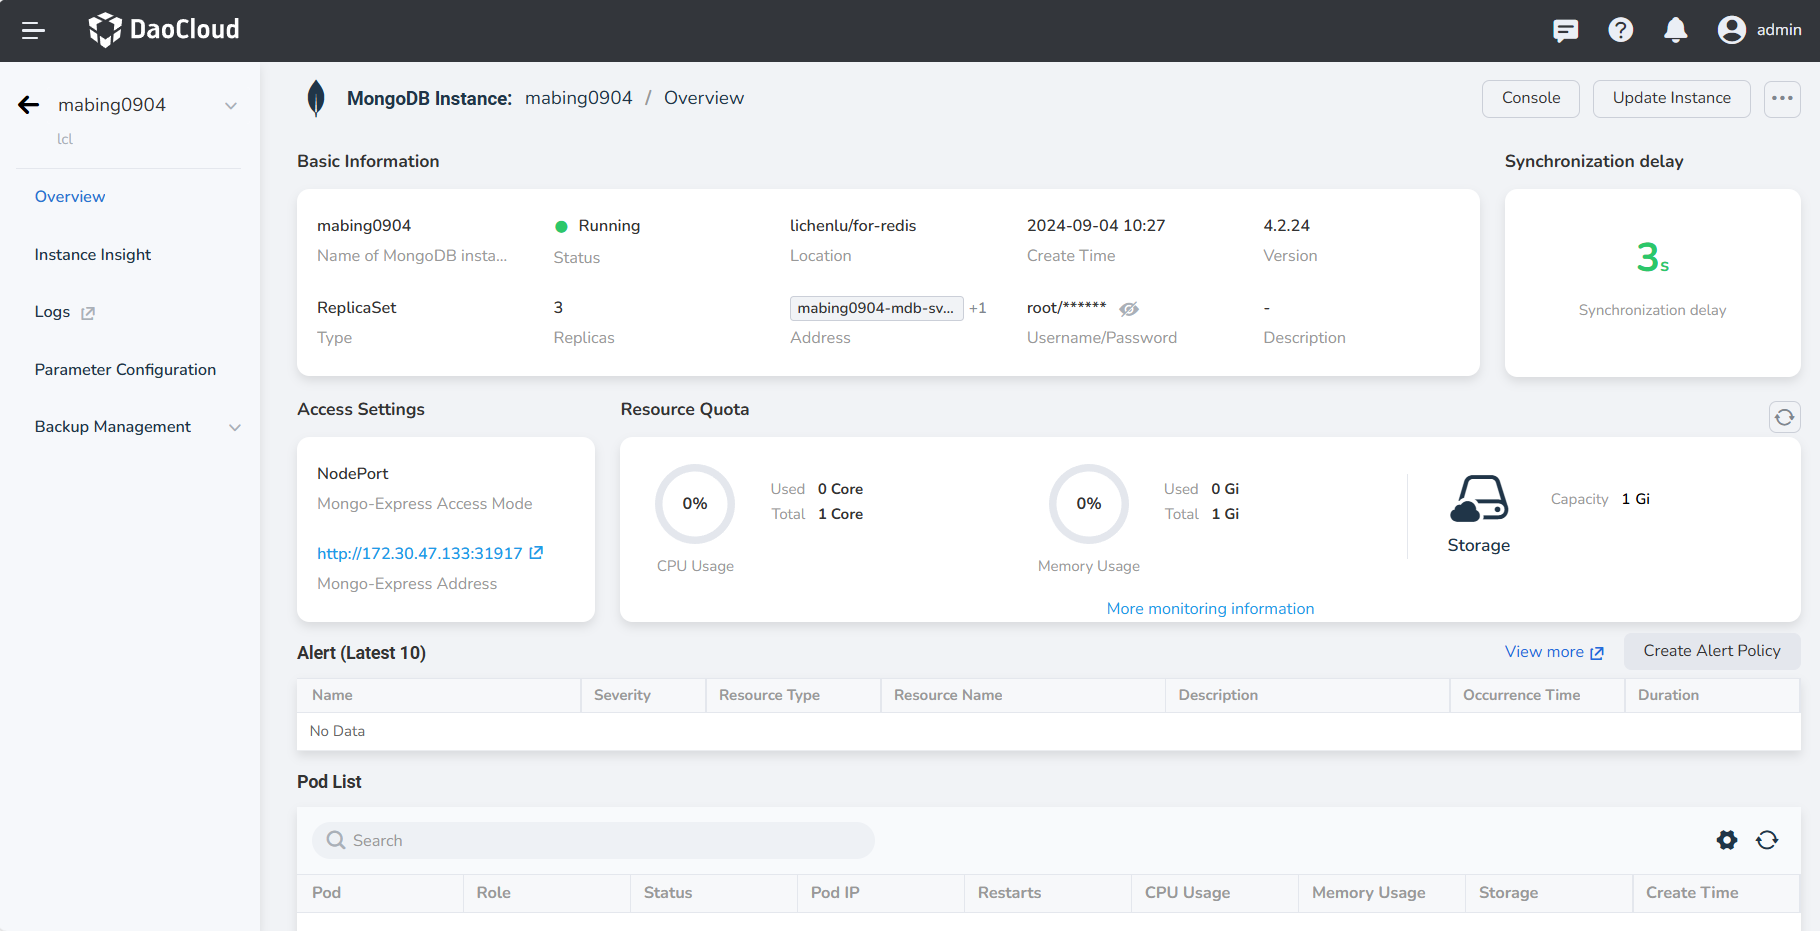 DaoCloud
admin
mabing0904
lcl
Overview
Instance Insight
Logs
Parameter Configuration
Backup Management
MongoDB Instance: mabing0904 / Overview
Console
Update Instance
Basic Information
mabing0904
Name of MongoDB insta...
Running
Status
lichenlu/for-redis
Location
2024-09-04 10:27
Create Time
4.2.24
Version
ReplicaSet
Type
3
Replicas
mabing0904-mdb-sv... +1
Address
root/******
Username/Password
-
Description
Synchronization delay
3s
Synchronization delay
Access Settings
NodePort
Mongo-Express Access Mode
http://172.30.47.133:31917
Mongo-Express Address
Resource Quota
0%
CPU Usage
Used 0 Core
Total 1 Core
0%
Memory Usage
Used 0 Gi
Total 1 Gi
Storage
Capacity 1 Gi
More monitoring information
Alert (Latest 10)
View more
Create Alert Policy
Name Severity Resource Type Resource Name Description Occurrence Time Duration
No Data
Pod List
Search
Pod Role Status Pod IP Restarts CPU Usage Memory Usage Storage Create Time